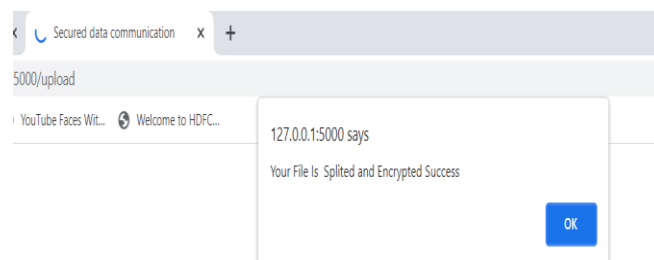 Secured data communication
5000/upload
YouTube Faces Wit... Welcome to HDFC...
127.0.0.1:5000 says
Your File Is Splited and Encrypted Success
OK